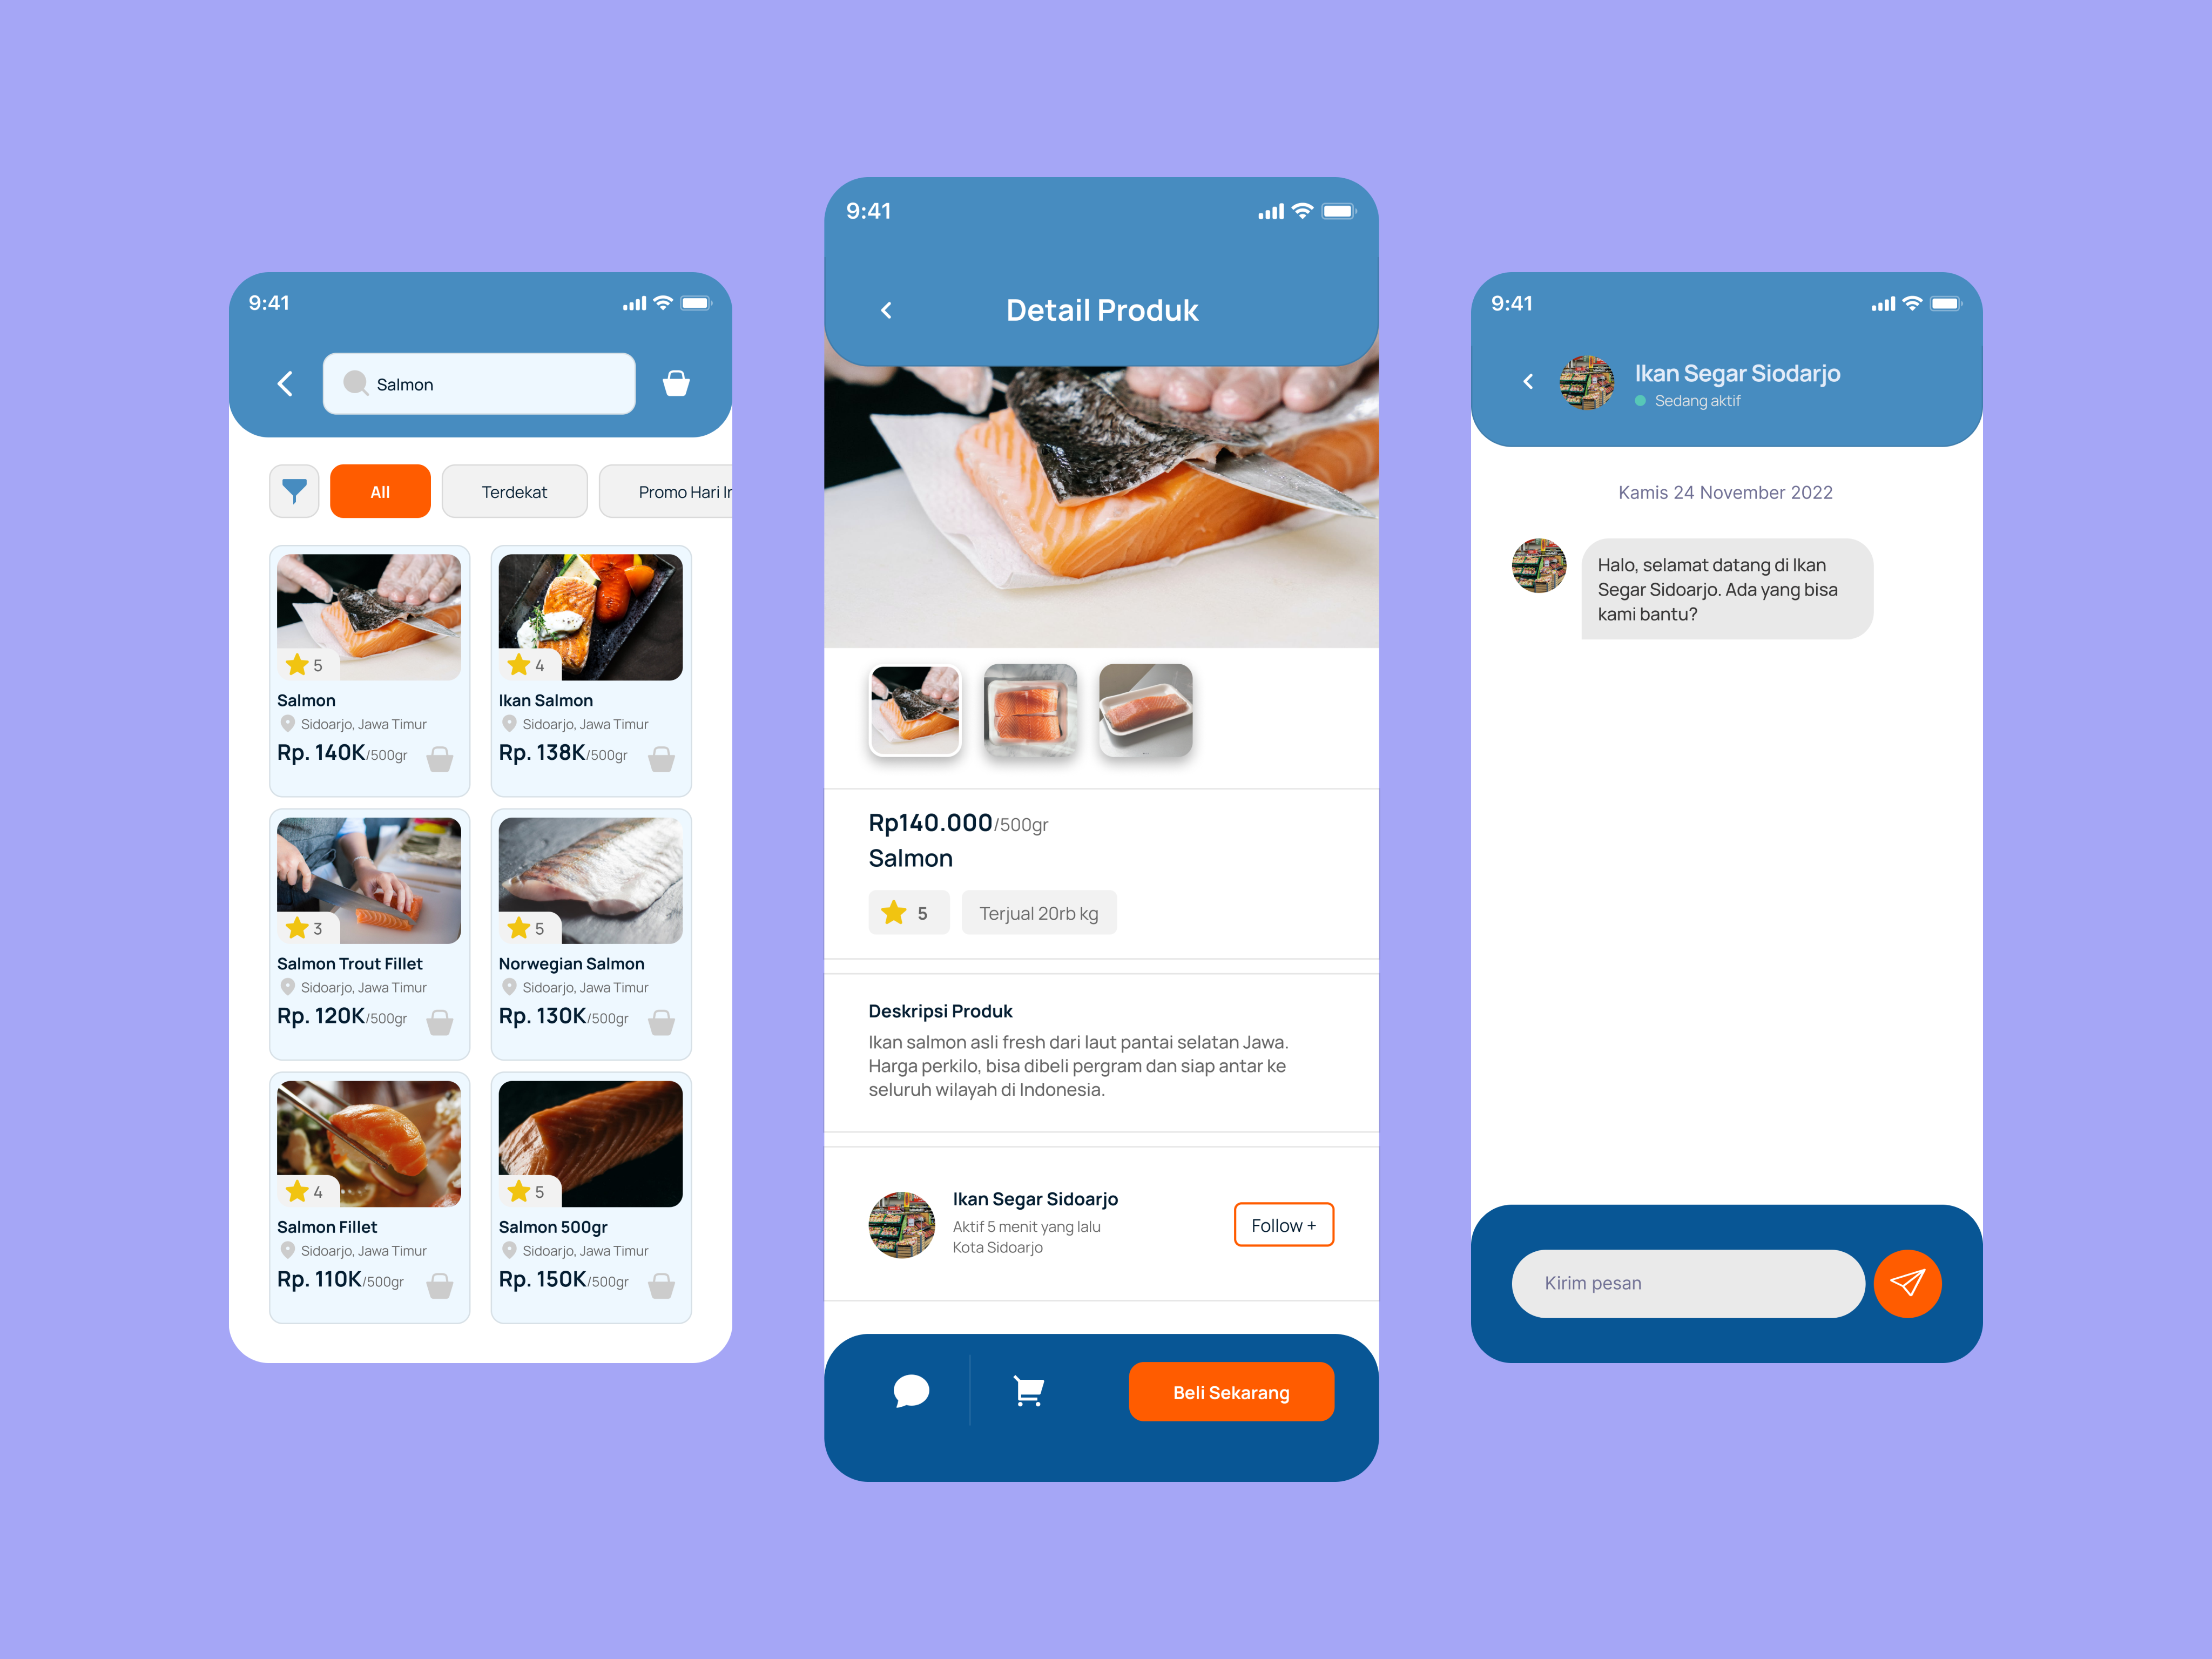 9:41
Salmon
All
Terdekat
Promo Hari Ir
5
4
Salmon
Ikan Salmon
Sidoarjo, Jawa Timur
Sidoarjo, Jawa Timur
Rp. 140K/500gr
Rp. 138K/500gr
3
5
Salmon Trout Fillet
Norwegian Salmon
Sidoarjo, Jawa Timur
Sidoarjo, Jawa Timur
Rp. 120K/500gr
Rp. 130K/500gr
4
5
Salmon Fillet
Salmon 500gr
Sidoarjo, Jawa Timur
Sidoarjo, Jawa Timur
Rp. 110K/500gr
Rp. 150K/500gr
9:41
Detail Produk
Rp140.000/500gr
Salmon
5
Terjual 20rb kg
Deskripsi Produk
Ikan salmon asli fresh dari laut pantai selatan Jawa.
Harga perkilo, bisa dibeli pergram dan siap antar ke
seluruh wilayah di Indonesia.
Ikan Segar Sidoarjo
Aktif 5 menit yang lalu
Kota Sidoarjo
Follow +
Beli Sekarang
9:41
Ikan Segar Siodarjo
Sedang aktif
Kamis 24 November 2022
Halo, selamat datang di Ikan
Segar Sidoarjo. Ada yang bisa
kami bantu?
Kirim pesan